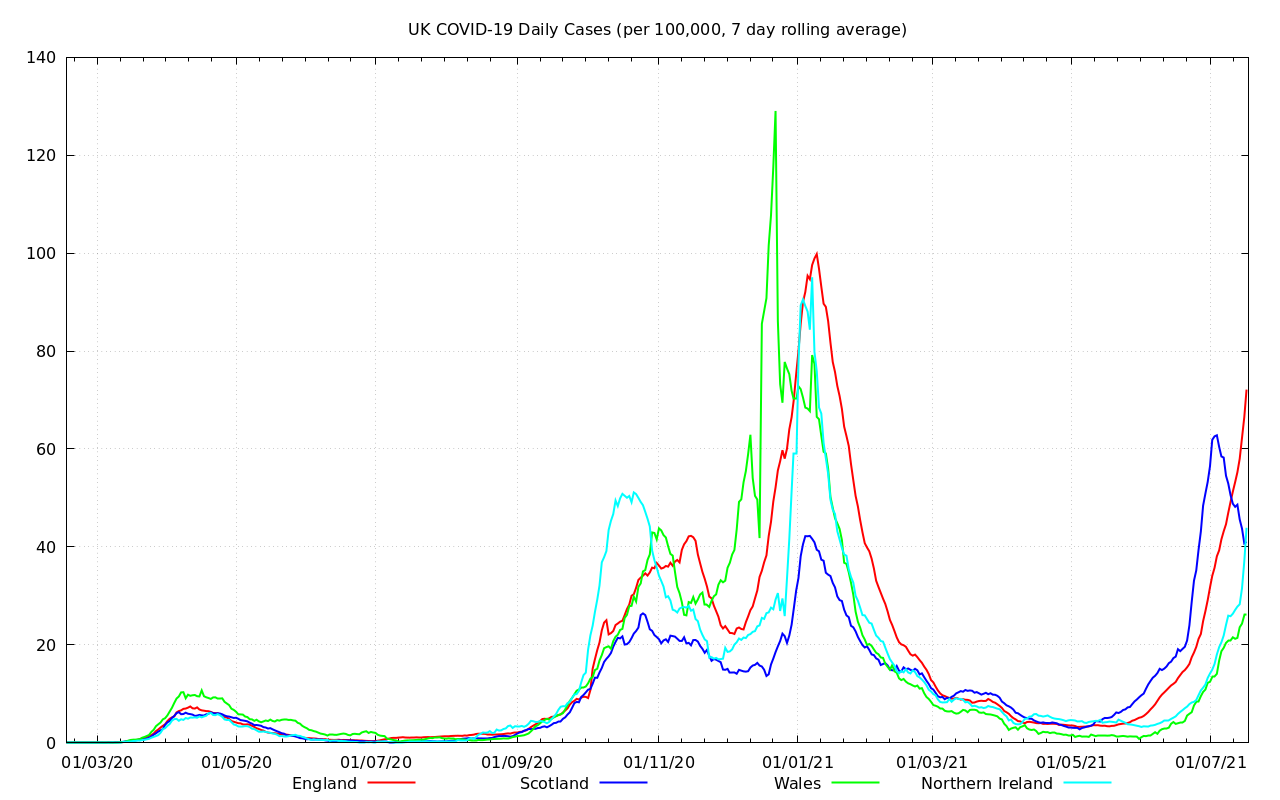 UK COVID-19 Daily Cases (per 100,000, 7 day rolling average)
140
120
100
80
60
40
20
0
01/03/20 01/05/20 01/07/20 01/09/20 01/11/20 01/01/21 01/03/21 01/05/21 01/07/21
England Scotland Wales Northern Ireland